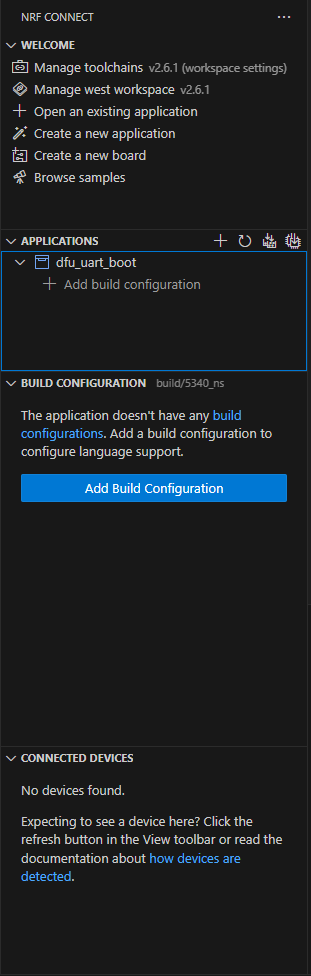 NRF CONNECT
WELCOME
Manage toolchains v2.6.1 (workspace settings)
Manage west workspace v2.6.1
Open an existing application
Create a new application
Create a new board
Browse samples
APPLICATIONS
dfu_uart_boot
Add build configuration
BUILD CONFIGURATION build/5340_ns
The application doesn't have any build
configurations. Add a build configuration to
configure language support.
Add Build Configuration
CONNECTED DEVICES
No devices found.
Expecting to see a device here? Click the
refresh button in the View toolbar or read the
documentation about how devices are
detected.